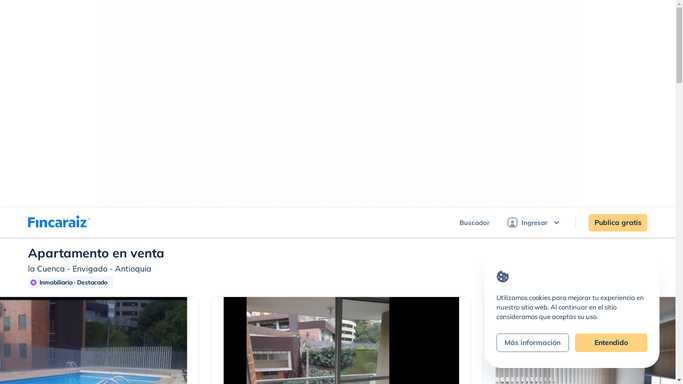 Fincaraiz
Buscador
Ingresar
Publica gratis
Apartamento en venta
la Cuenca - Envigado - Antioquia
Inmobiliaria · Destacado
Utilizamos cookies para mejorar tu experiencia en
nuestro sitio web. Al continuar en el sitio
consideramos que aceptas su uso.
Más información
Entendido